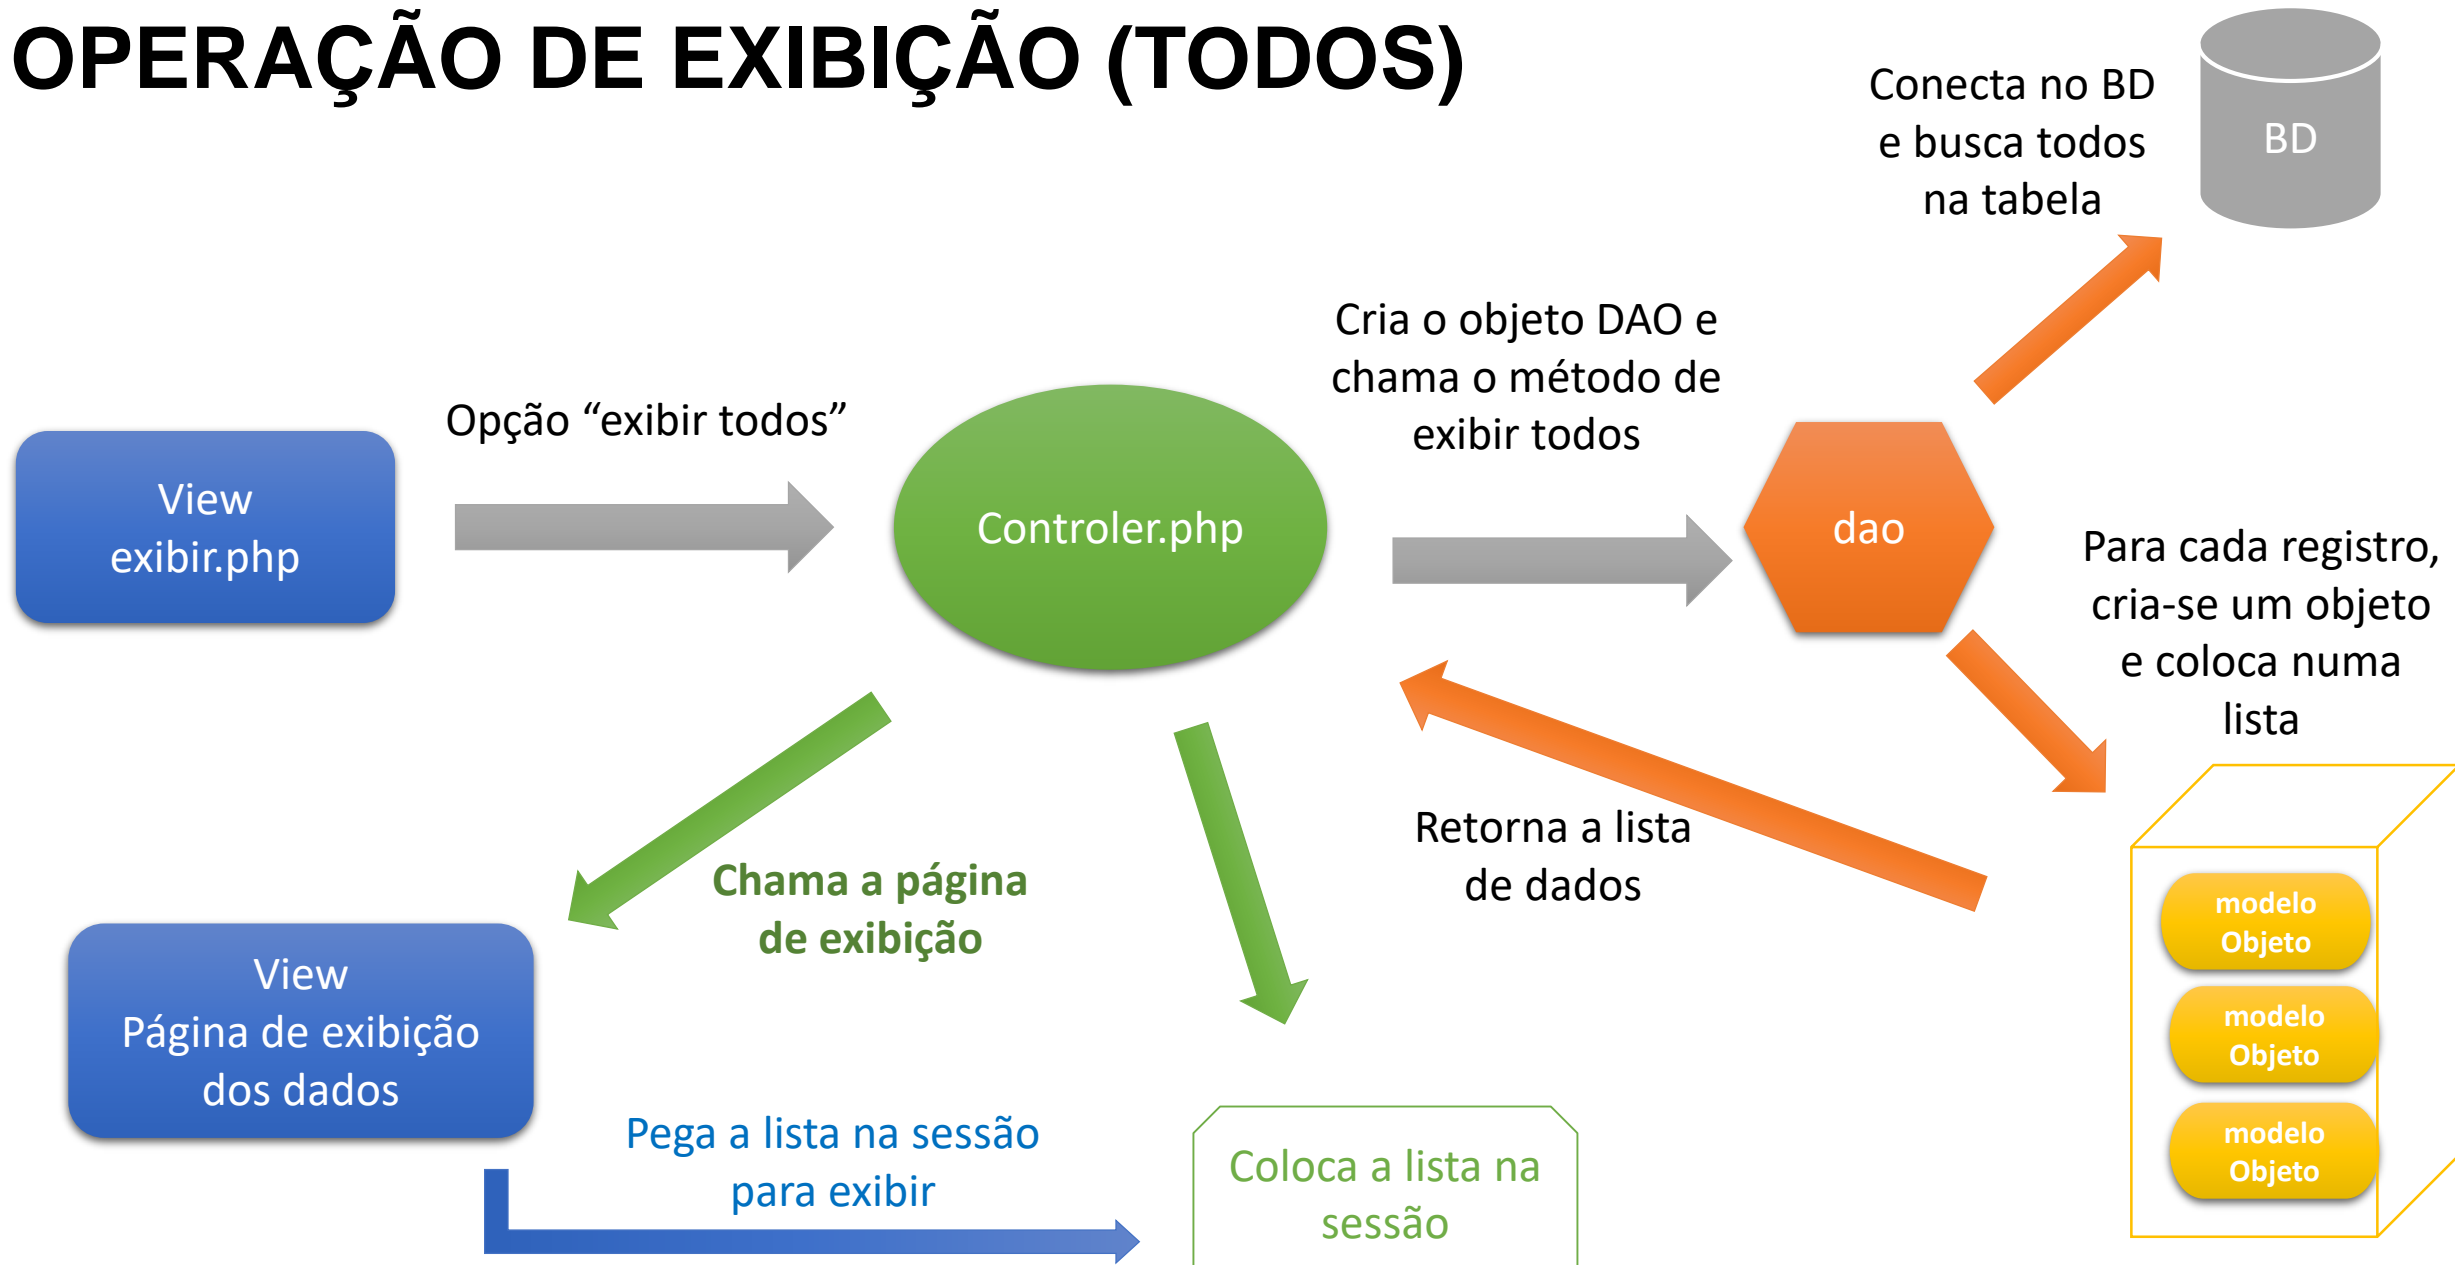 OPERAÇÃO DE EXIBIÇÃO (TODOS)
Conecta no BD
e busca todos
na tabela
BD
Cria o objeto DAO e
chama o método de
exibir todos
Opção “exibir todos”
View
exibir.php
Controler.php
dao
Para cada registro,
cria-se um objeto
e coloca numa
lista
Retorna a lista
de dados
Chama a página
de exibição
modelo
Objeto
modelo
Objeto
modelo
Objeto
View
Página de exibição
dos dados
Pega a lista na sessão
para exibir
Coloca a lista na
sessão